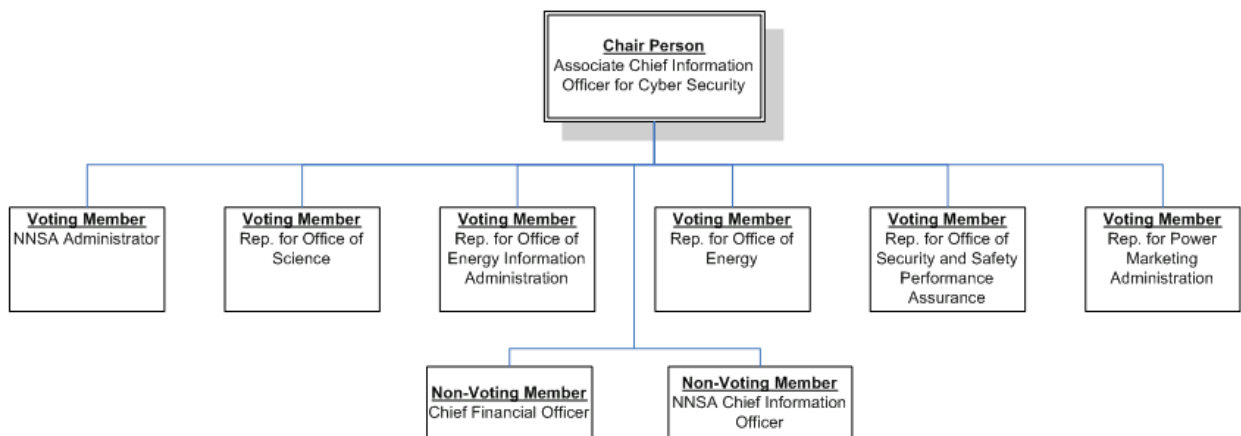 Chair Person
Associate Chief Information
Officer for Cyber Security
Voting Member
NNSA Administrator
Voting Member
Rep. for Office of
Science
Voting Member
Rep. for Office of
Energy Information
Administration
Voting Member
Rep. for Office of
Energy
Voting Member
Rep. for Office of
Security and Safety
Performance
Assurance
Voting Member
Rep. for Power
Marketing
Administration
Non-Voting Member
Chief Financial Officer
Non-Voting Member
NNSA Chief Information
Officer